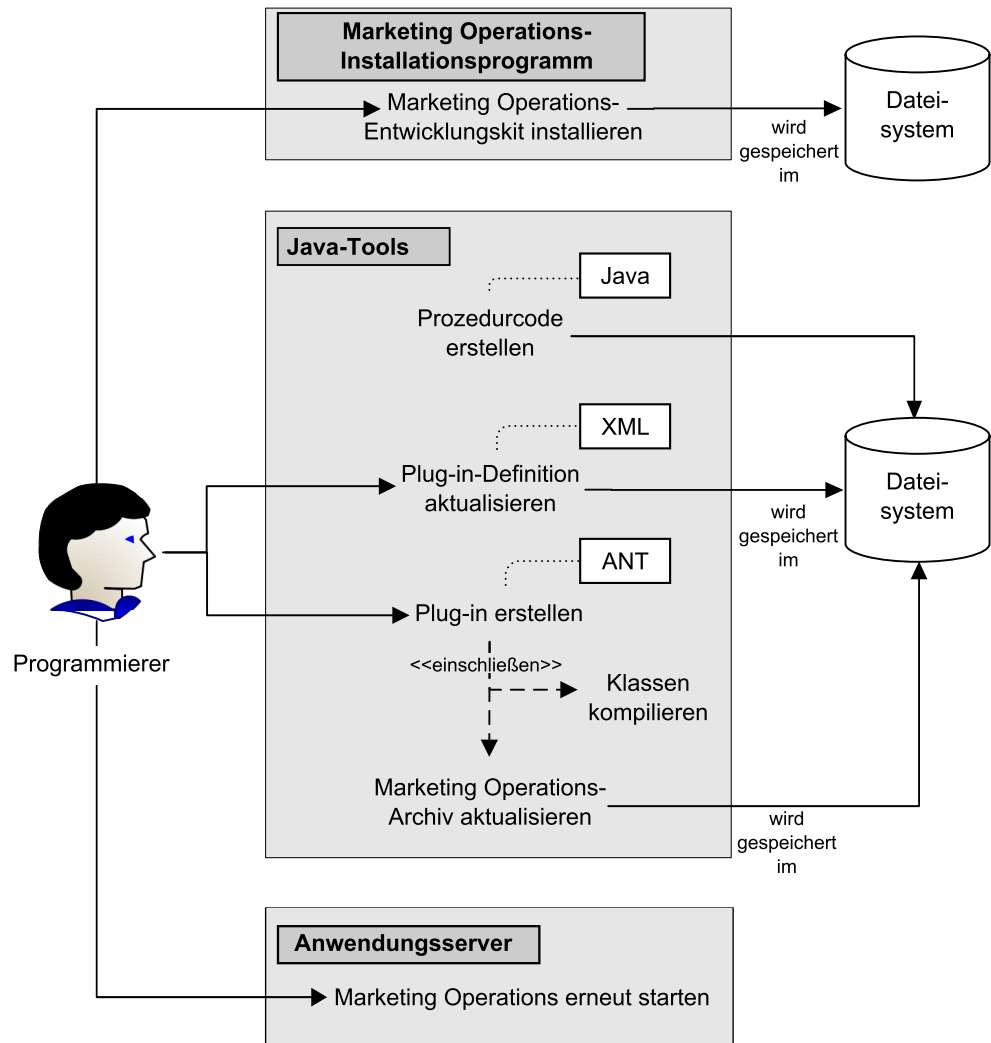 Marketing Operations-
Installationsprogramm
Marketing Operations-
Entwicklungskit installieren
wird
gespeichert
im
Datei-
system
Java-Tools
Java
Prozedurcode
erstellen
XML
Plug-in-Definition
aktualisieren
wird
gespeichert
im
Datei-
system
ANT
Plug-in erstellen
<<einschließen>>
Klassen
kompilieren
Marketing Operations-
Archiv aktualisieren
wird
gespeichert
im
Programmierer
Anwendungsserver
Marketing Operations erneut starten